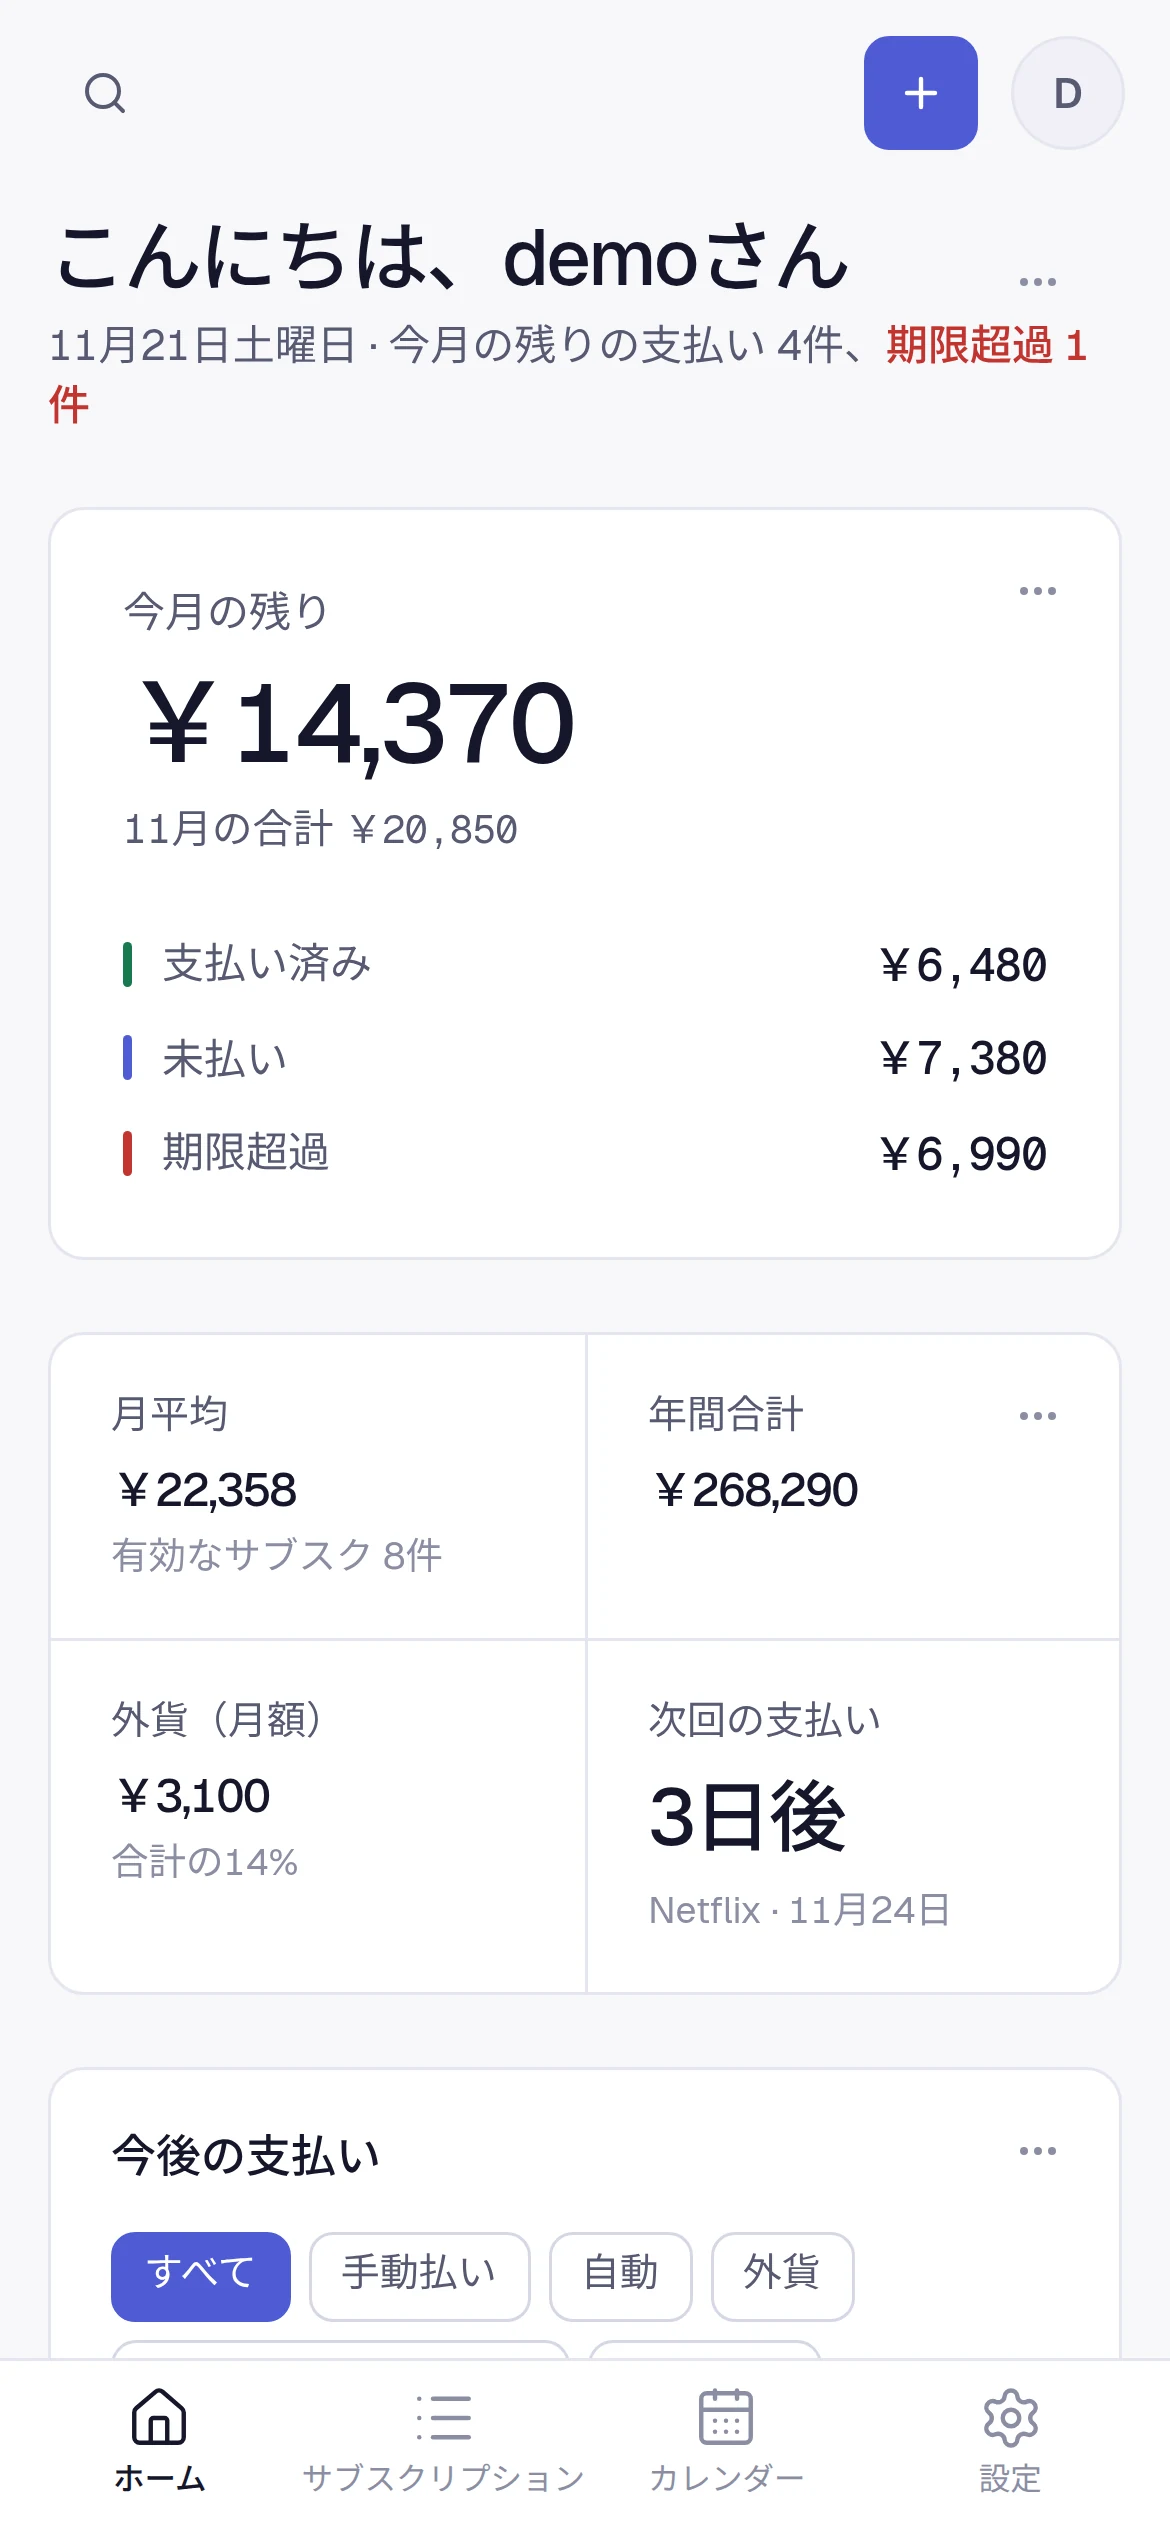 D
こんにちは、demoさん
11月21日土曜日 · 今月の残りの支払い 4件、期限超過 1
件
今月の残り
¥14,370
11月の合計 ¥20,850
支払い済み ¥6,480
未払い ¥7,380
期限超過 ¥6,990
月平均
¥22,358
有効なサブスク 8件
年間合計
¥268,290
外貨（月額）
¥3,100
合計の14%
次回の支払い
3日後
Netflix · 11月24日
今後の支払い
すべて 手動払い 自動 外貨
ホーム サブスクリプション カレンダー 設定